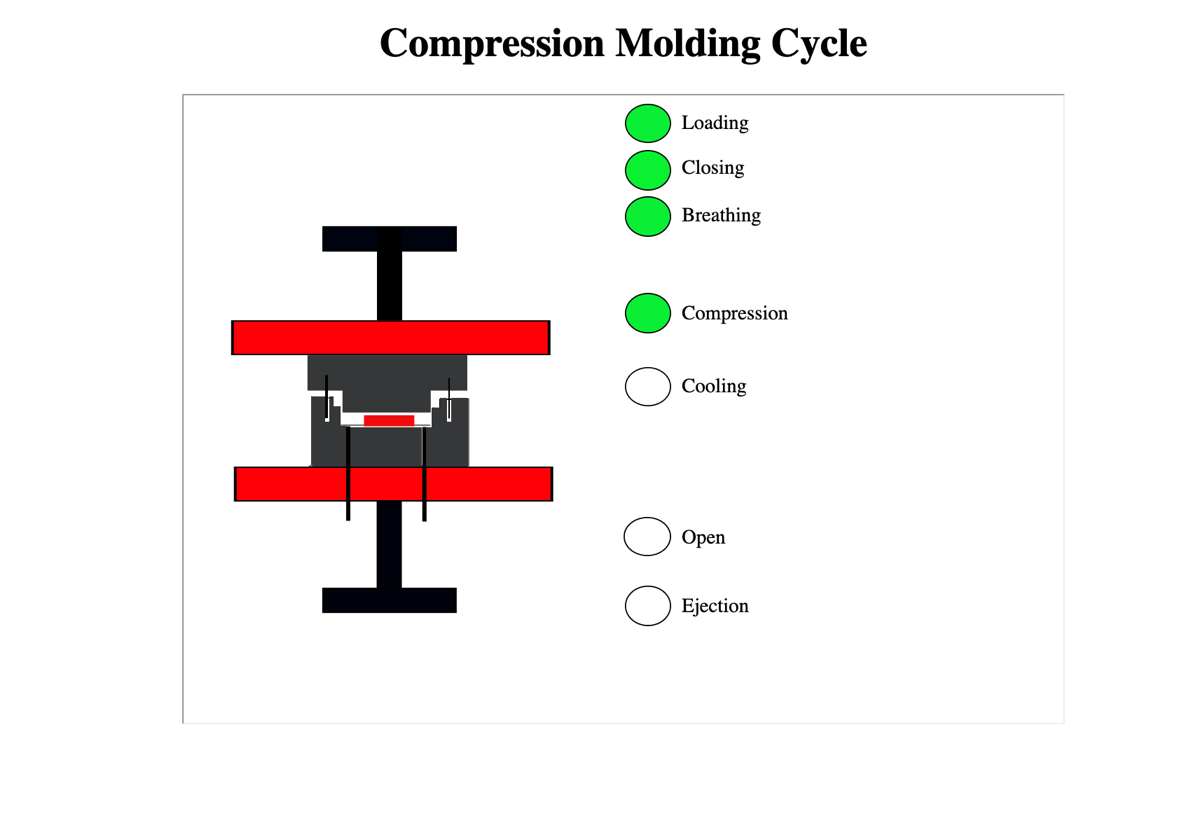 Compression Molding Cycle
Loading
Closing
Breathing
Compression
Cooling
Open
Ejection